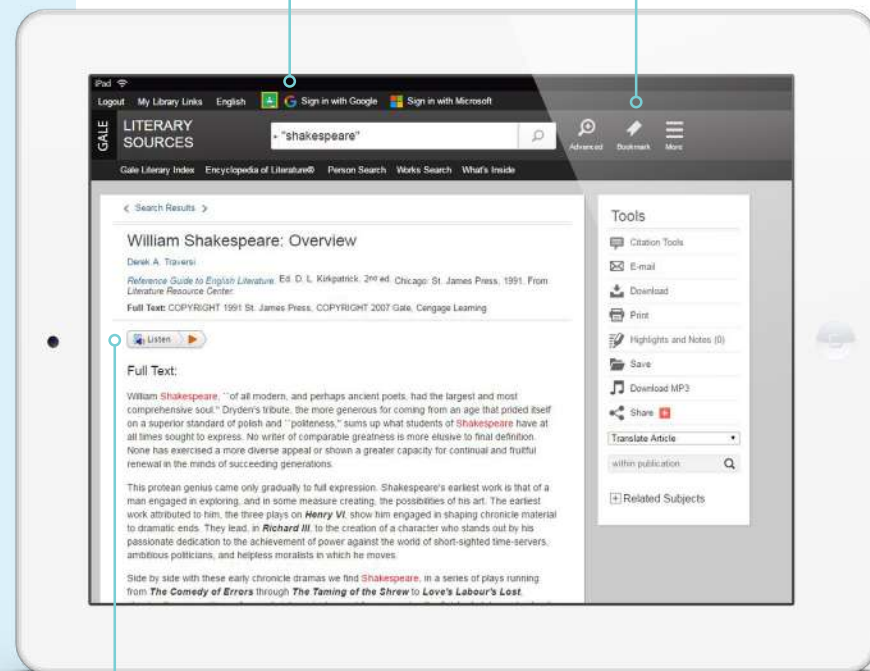 iPad
Logout My Library Links English Sign in with Google Sign in with Microsoft
GALE
LITERARY
SOURCES
"shakespeare"
Advanced Bookmark More
Gale Literary Index Encyclopedia of Literature® Person Search Works Search What's Inside
< Search Results >
William Shakespeare: Overview
Derek A. Traversi
Reference Guide to English Literature. Ed. D. L. Kirkpatrick. 2nd ed. Chicago: St. James Press, 1991. From
Literature Resource Center.
Full Text: COPYRIGHT 1991 St. James Press, COPYRIGHT 2007 Gale, Cengage Learning
Listen
Full Text:
William Shakespeare, ``of all modern, and perhaps ancient poets, had the largest and most
comprehensive soul.'' Dryden's tribute, the more generous for coming from an age that prided itself
on a superior standard of polish and ``politeness,'' sums up what students of Shakespeare have at
all times sought to express. No writer of comparable greatness is more elusive to final definition.
None has exercised a more diverse appeal or shown a greater capacity for continual and fruitful
renewal in the minds of succeeding generations.
This protean genius came only gradually to full expression. Shakespeare's earliest work is that of a
man engaged in exploring, and in some measure creating, the possibilities of his art. The earliest
work attributed to him, the three plays on Henry VI, show him engaged in shaping chronicle material
to dramatic ends. They lead, in Richard III, to the creation of a character who stands out by his
passionate dedication to the achievement of power against the world of short-sighted time-servers,
ambitious politicians, and helpless moralists in which he moves.
Side by side with these early chronicle dramas we find Shakespeare, in a series of plays running
from The Comedy of Errors through The Taming of the Shrew to Love's Labour's Lost,
Tools
Citation Tools
E-mail
Download
Print
Highlights and Notes (0)
Save
Download MP3
Share
Translate Article
within publication
Related Subjects